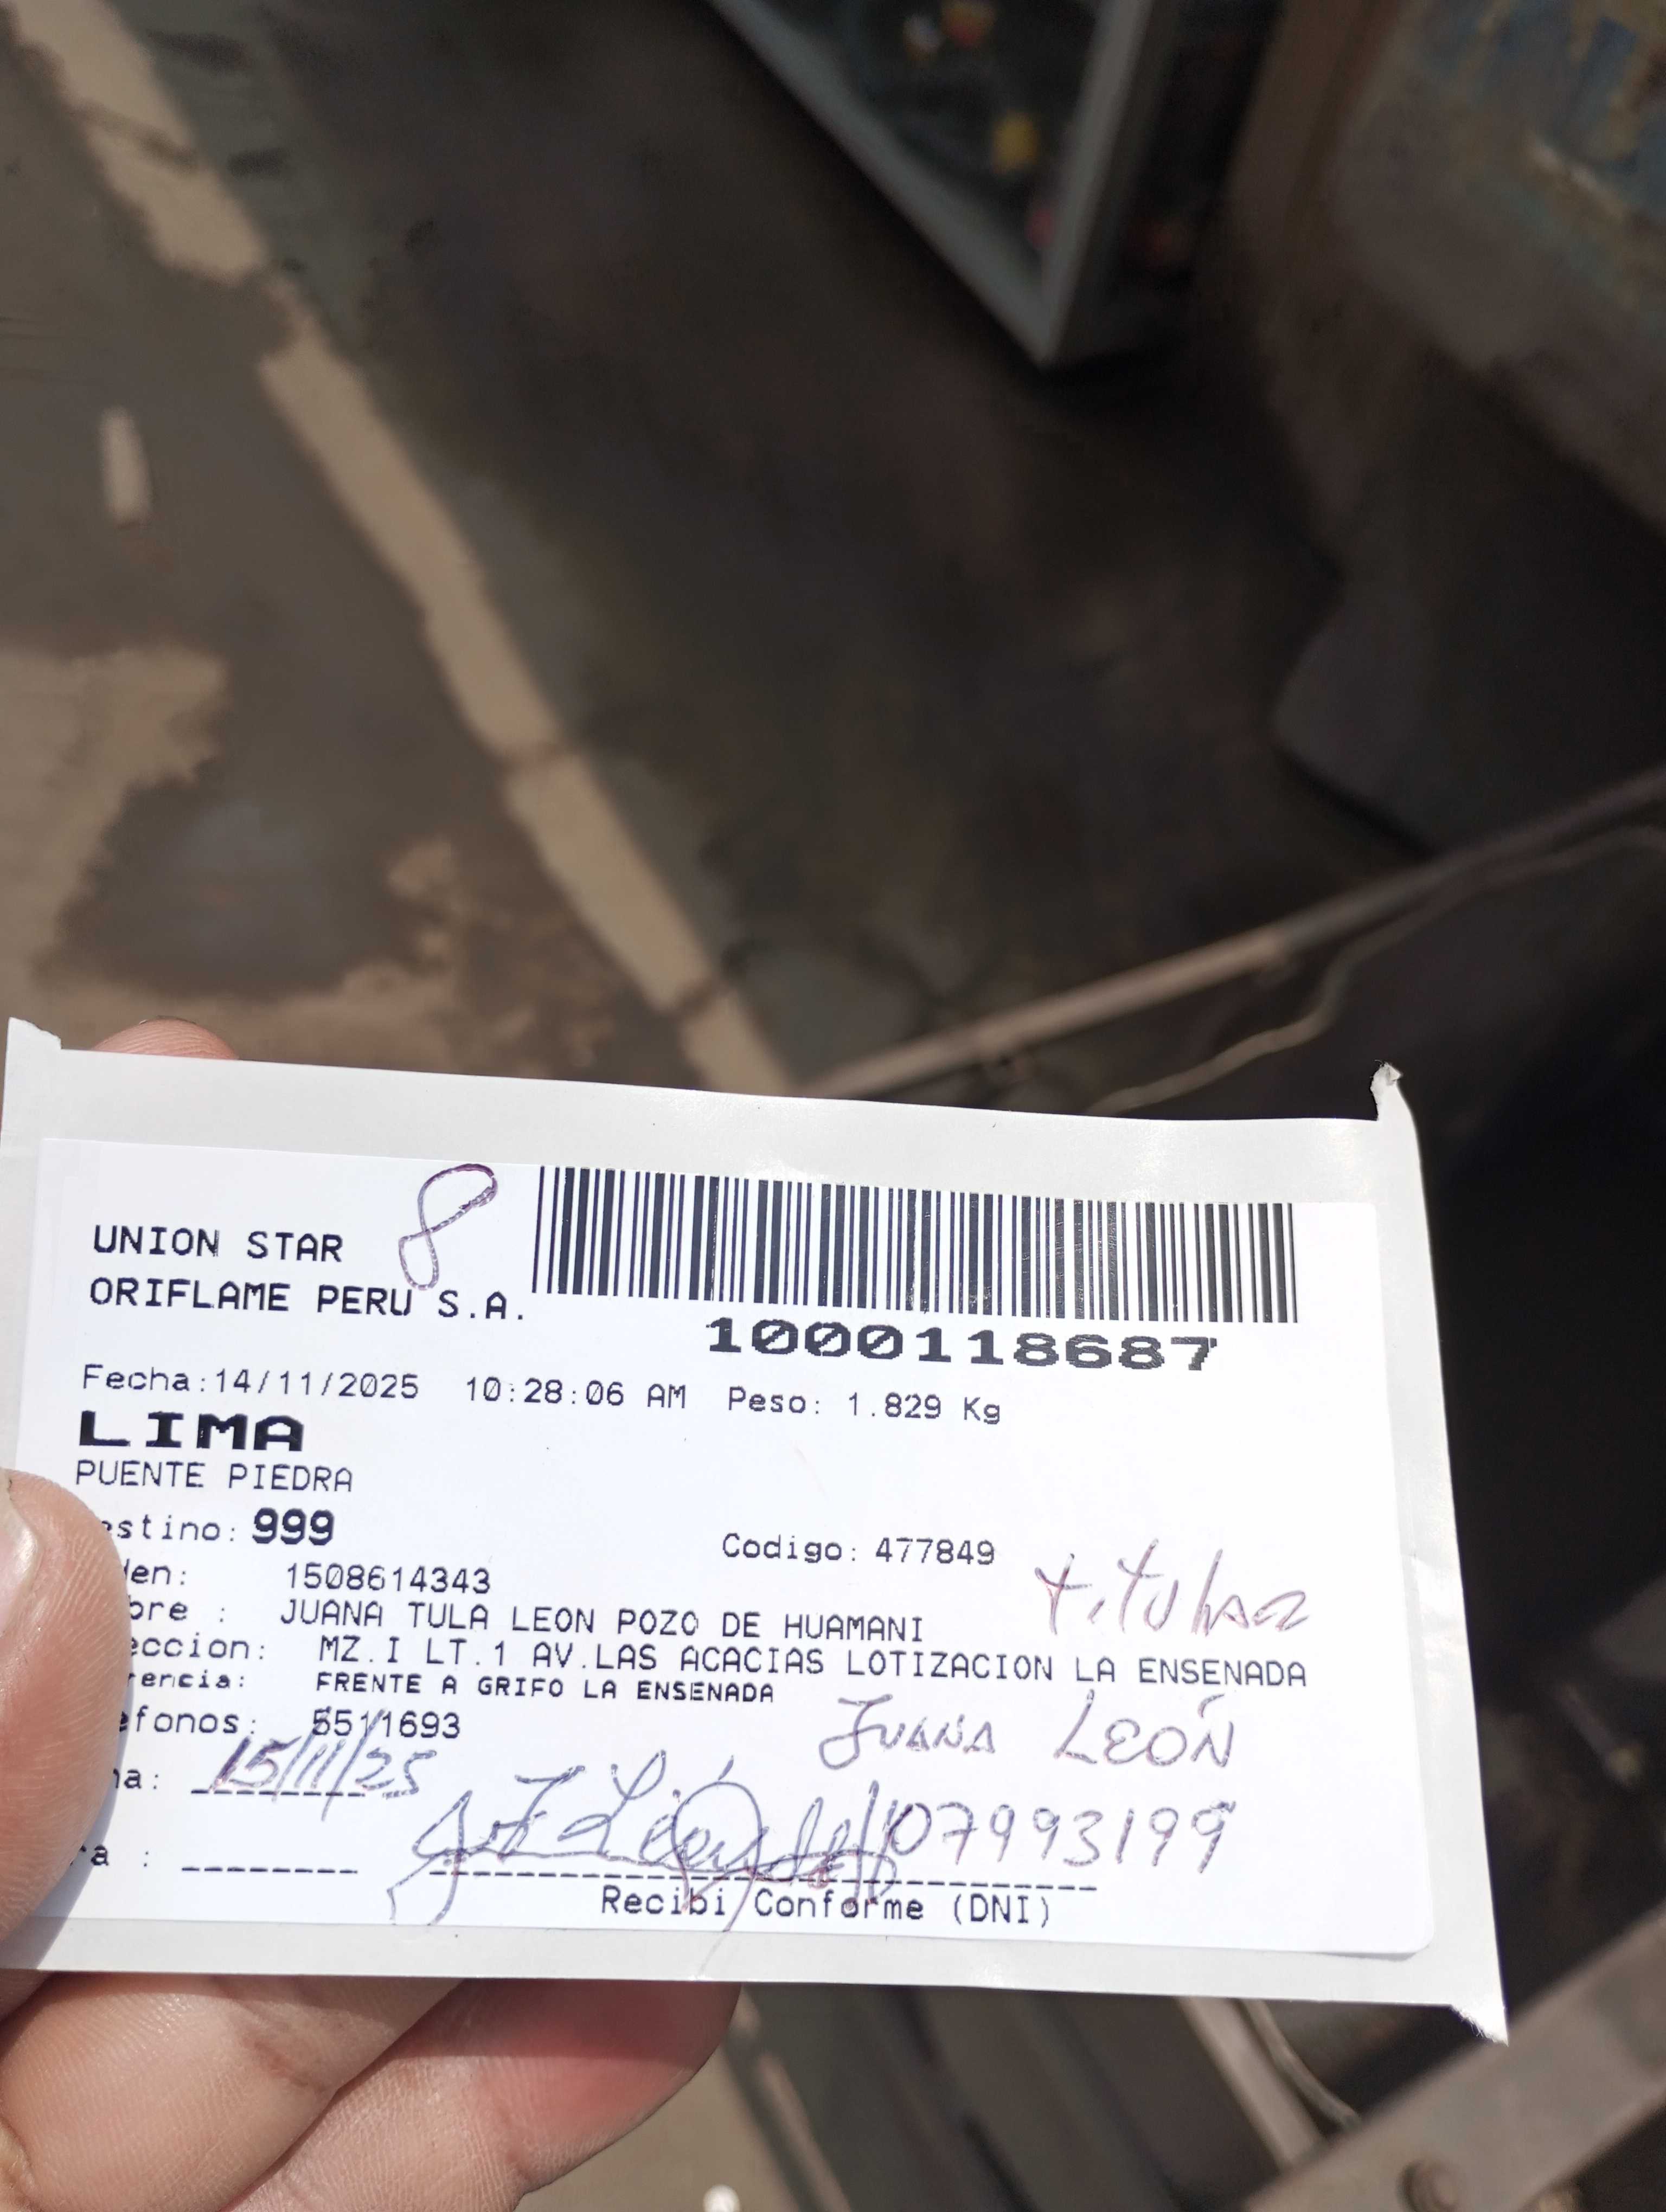 UNION STAR 8
ORIFLAME PERU S.A.
1000118687
Fecha:14/11/2025 10:28:06 AM Peso: 1.829 Kg
LIMA
PUENTE PIEDRA
estino: 999
Codigo: 477849
den: 1508614343
titular
bre : JUANA TULA LEON POZO DE HUAMANI
eccion: MZ.I LT.1 AV.LAS ACACIAS LOTIZACION LA ENSENADA
rencia: FRENTE A GRIFO LA ENSENADA
efonos: 5511693
JUANA LEÓN
ha: 15/11/25
07993199
ra :
Recibi Conforme (DNI)